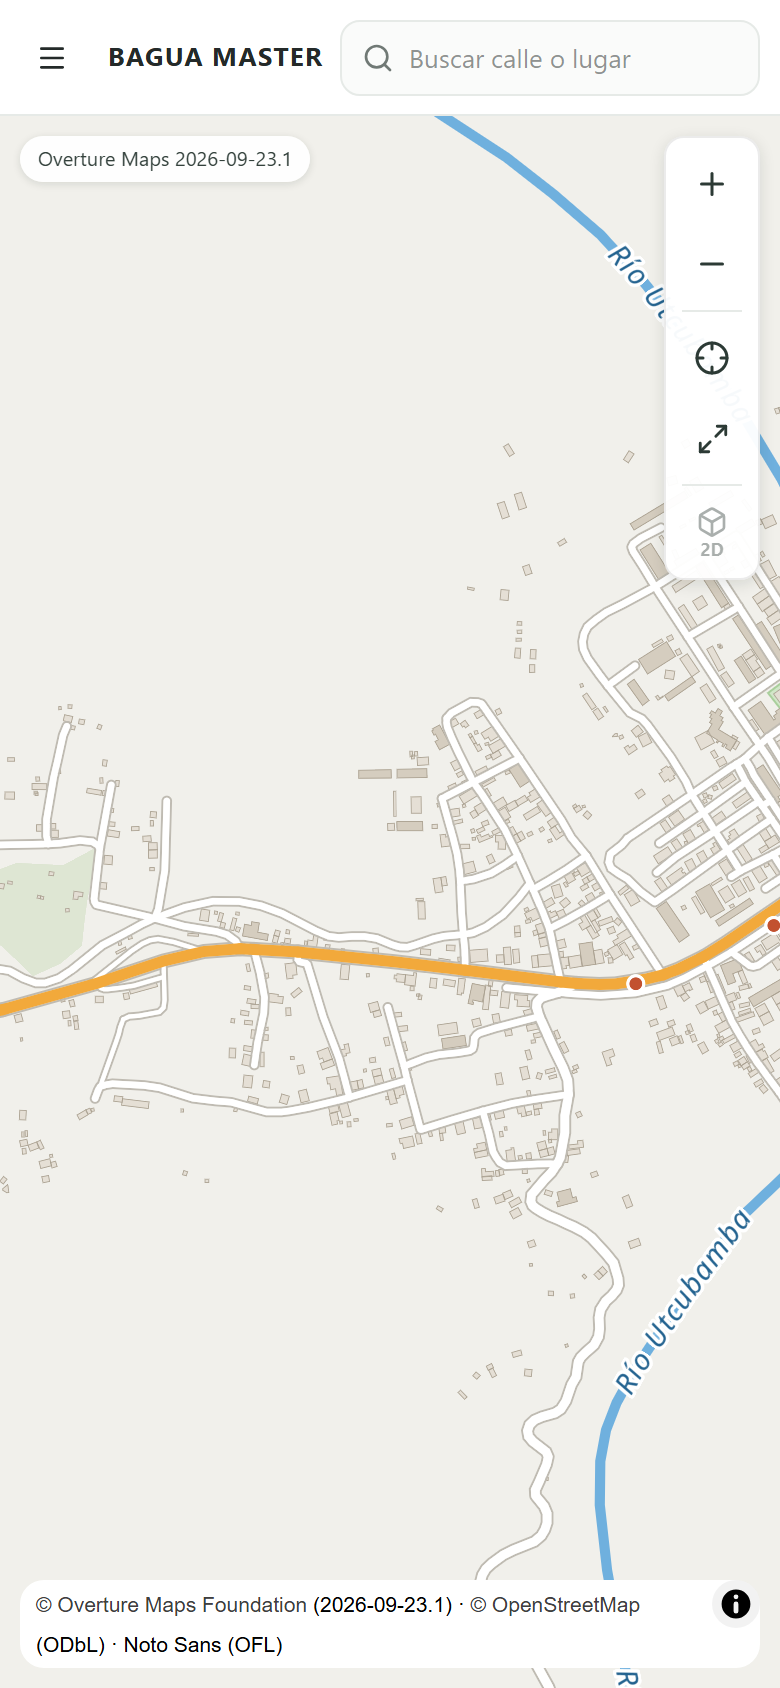 BAGUA MASTER
Buscar calle o lugar
Overture Maps 2026-09-23.1
Río Utcubamba
2D
Río Utcubamba
© Overture Maps Foundation (2026-09-23.1) · © OpenStreetMap
(ODbL) · Noto Sans (OFL)
R